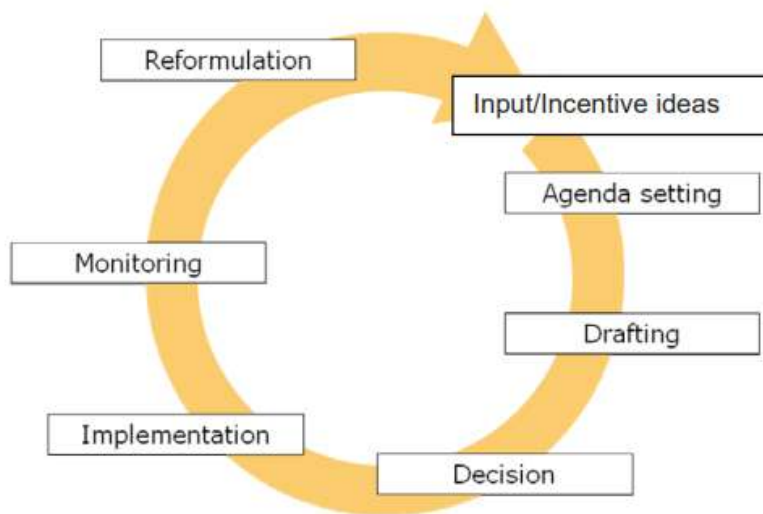 Reformulation
Input/Incentive ideas
Agenda setting
Monitoring
Drafting
Implementation
Decision